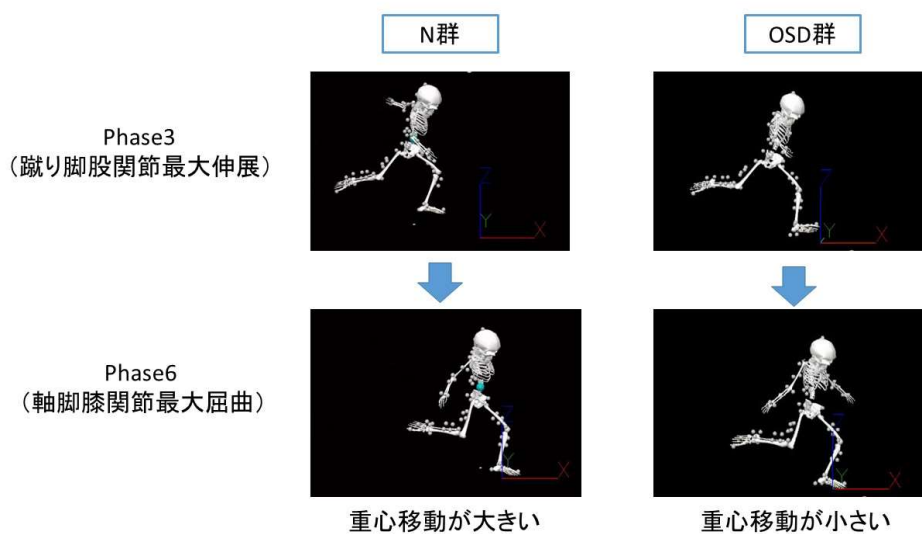 N群
OSD群
Phase3
（蹴り脚股関節最大伸展）
Z
Y
X
Z
Y
X
Phase6
（軸脚膝関節最大屈曲）
Z
Y
X
Z
Y
X
重心移動が大きい
重心移動が小さい